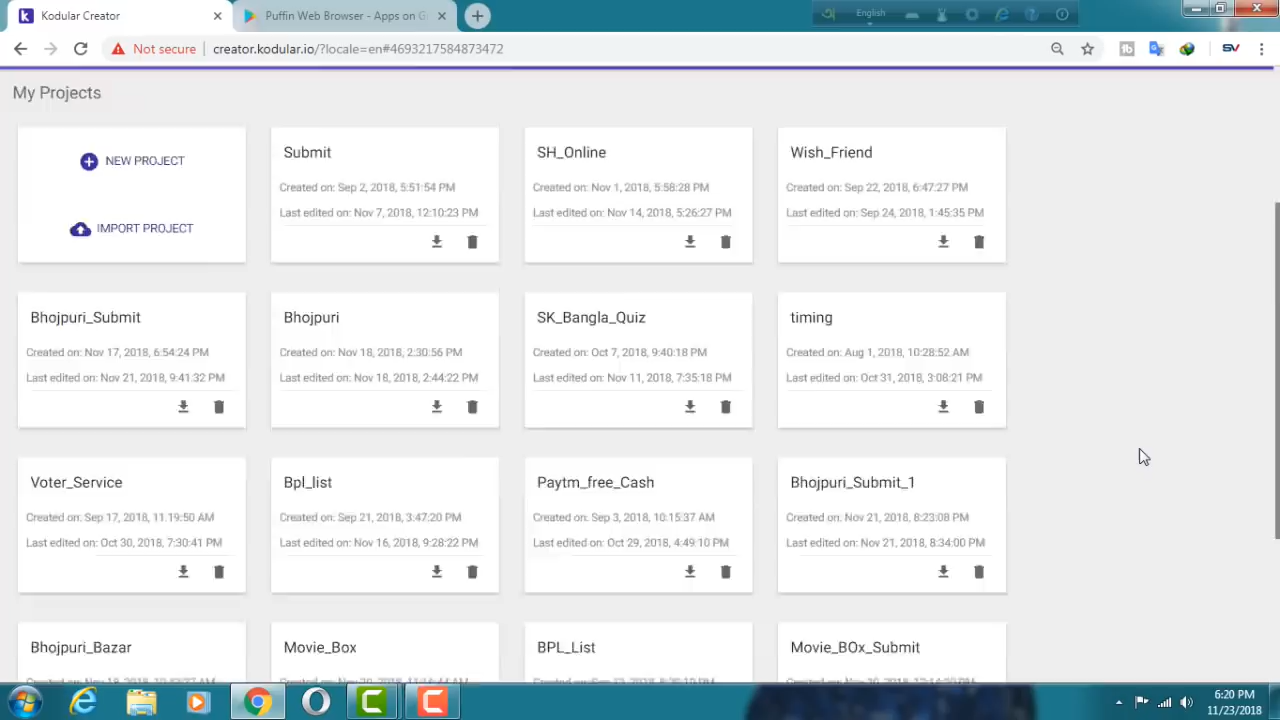 Kodular Creator
Puffin Web Browser - Apps on G
English
Not secure
creator.kodular.io/?locale=en#4693217584873472
My Projects
NEW PROJECT
IMPORT PROJECT
Submit
Created on: Sep 2, 2018, 5:51:54 PM
Last edited on: Nov 7, 2018, 12:10:23 PM
SH_Online
Created on: Nov 1, 2018, 5:58:28 PM
Last edited on: Nov 14, 2018, 5:26:27 PM
Wish_Friend
Created on: Sep 22, 2018, 6:47:27 PM
Last edited on: Sep 24, 2018, 1:45:35 PM
Bhojpuri_Submit
Created on: Nov 17, 2018, 6:54:24 PM
Last edited on: Nov 21, 2018, 9:41:32 PM
Bhojpuri
Created on: Nov 18, 2018, 2:30:56 PM
Last edited on: Nov 18, 2018, 2:44:22 PM
SK_Bangla_Quiz
Created on: Oct 7, 2018, 9:40:18 PM
Last edited on: Nov 11, 2018, 7:35:18 PM
timing
Created on: Aug 1, 2018, 10:28:52 AM
Last edited on: Oct 31, 2018, 3:08:21 PM
Voter_Service
Created on: Sep 17, 2018, 11:19:50 AM
Last edited on: Oct 30, 2018, 7:30:41 PM
Bpl_list
Created on: Sep 21, 2018, 3:47:20 PM
Last edited on: Nov 16, 2018, 9:28:22 PM
Paytm_free_Cash
Created on: Sep 3, 2018, 10:15:37 AM
Last edited on: Oct 29, 2018, 4:49:10 PM
Bhojpuri_Submit_1
Created on: Nov 21, 2018, 8:23:08 PM
Last edited on: Nov 21, 2018, 8:34:00 PM
Bhojpuri_Bazar
Movie_Box
BPL_List
Movie_BOx_Submit
6:20 PM
11/23/2018